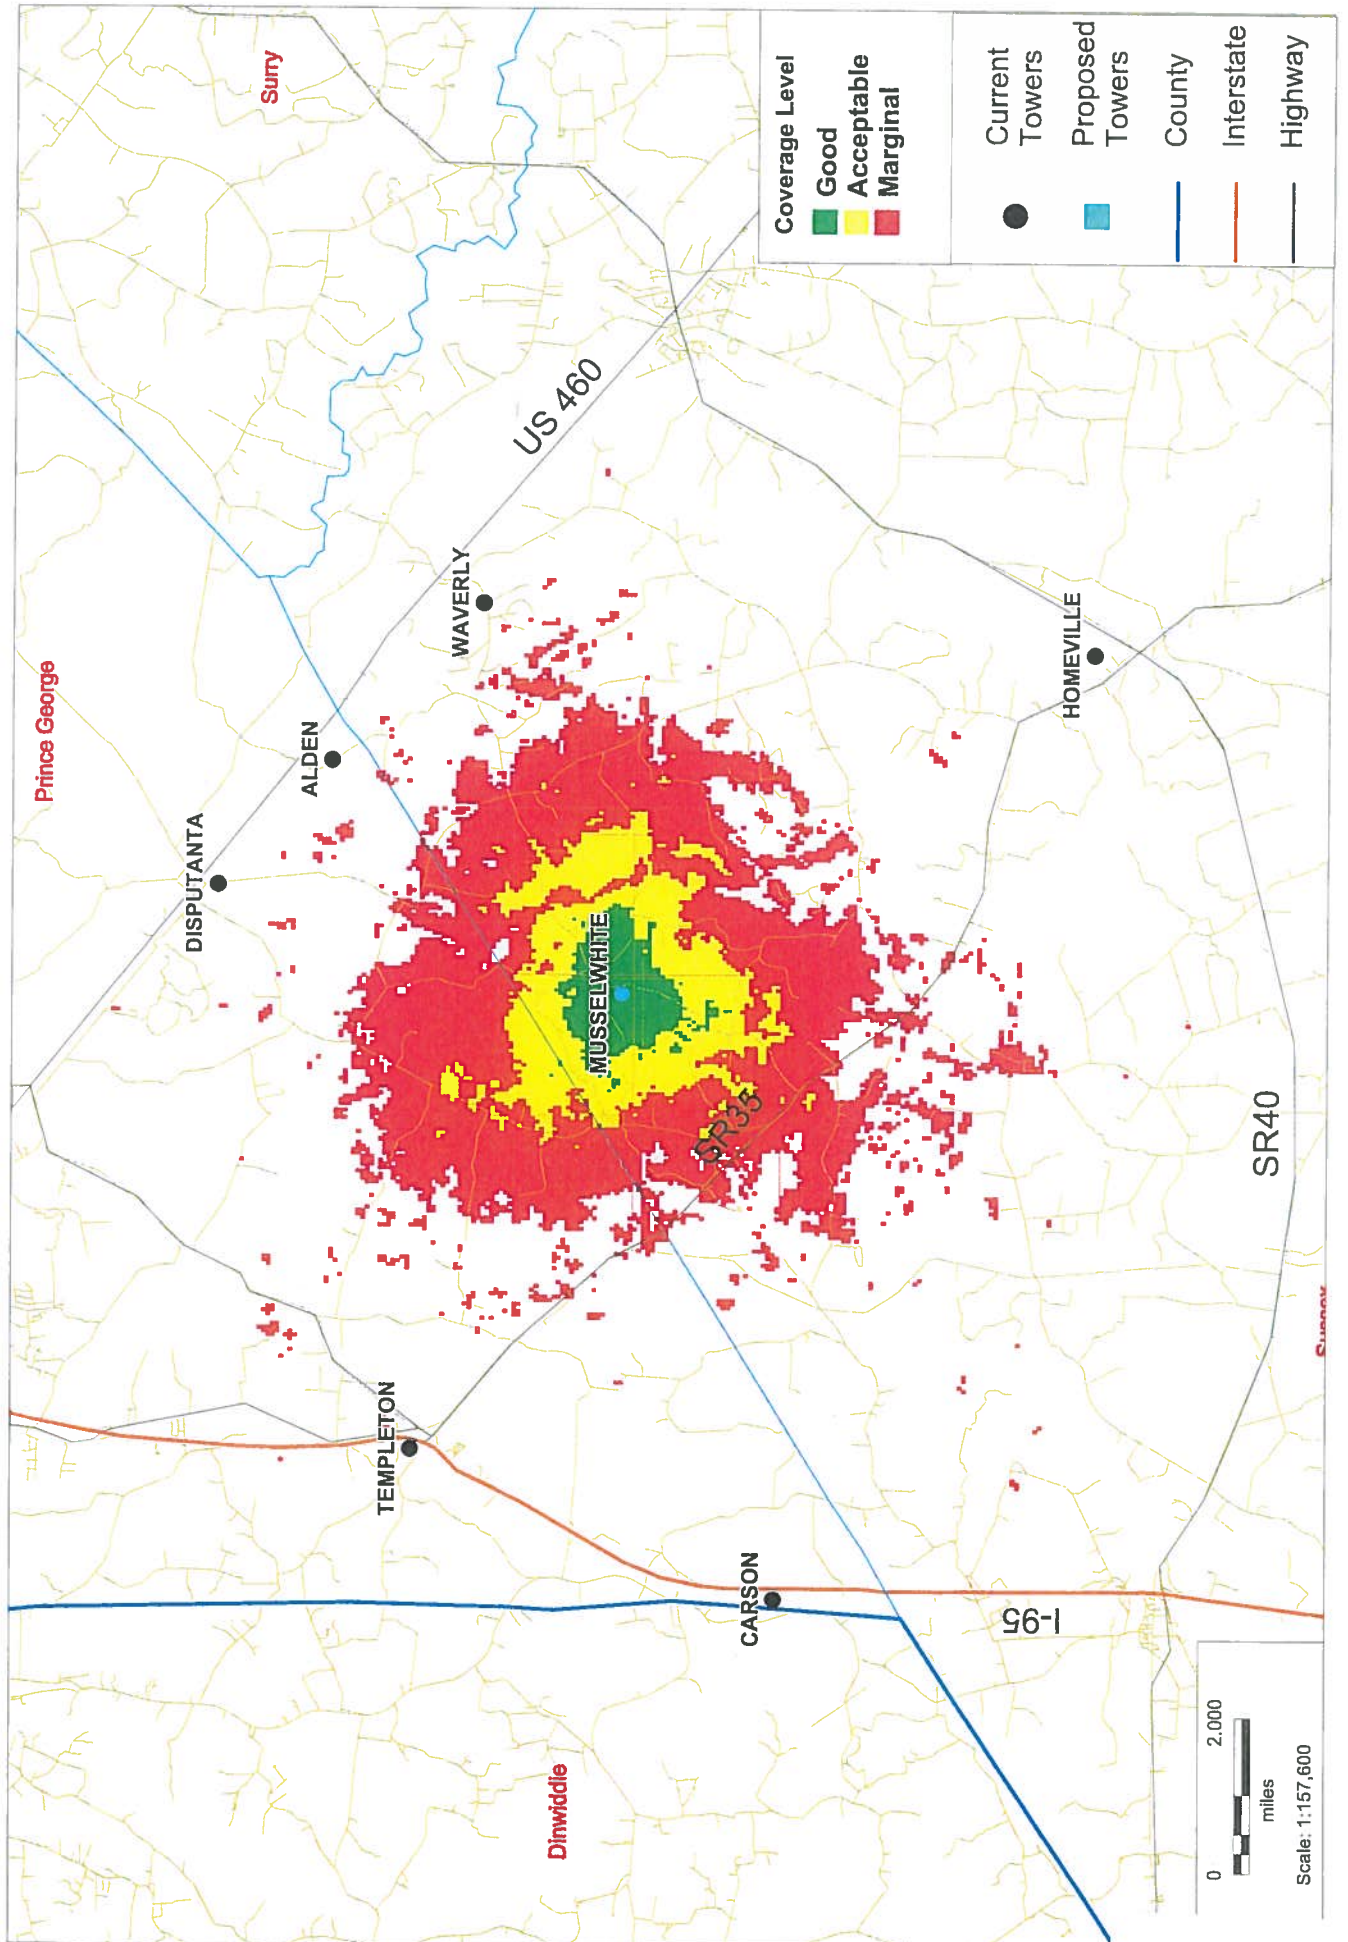 Surry
Prince George
US 460
WAVERLY
ALDEN
DISPUTANTA
MUSSELWHITE
HOMEVILLE
SR35
SR40
TEMPLETON
CARSON
I-95
Dinwiddie
Sussex
Coverage Level
Good
Acceptable
Marginal
Current
Towers
Proposed
Towers
County
Interstate
Highway
0 2.000
miles
Scale: 1:157,600